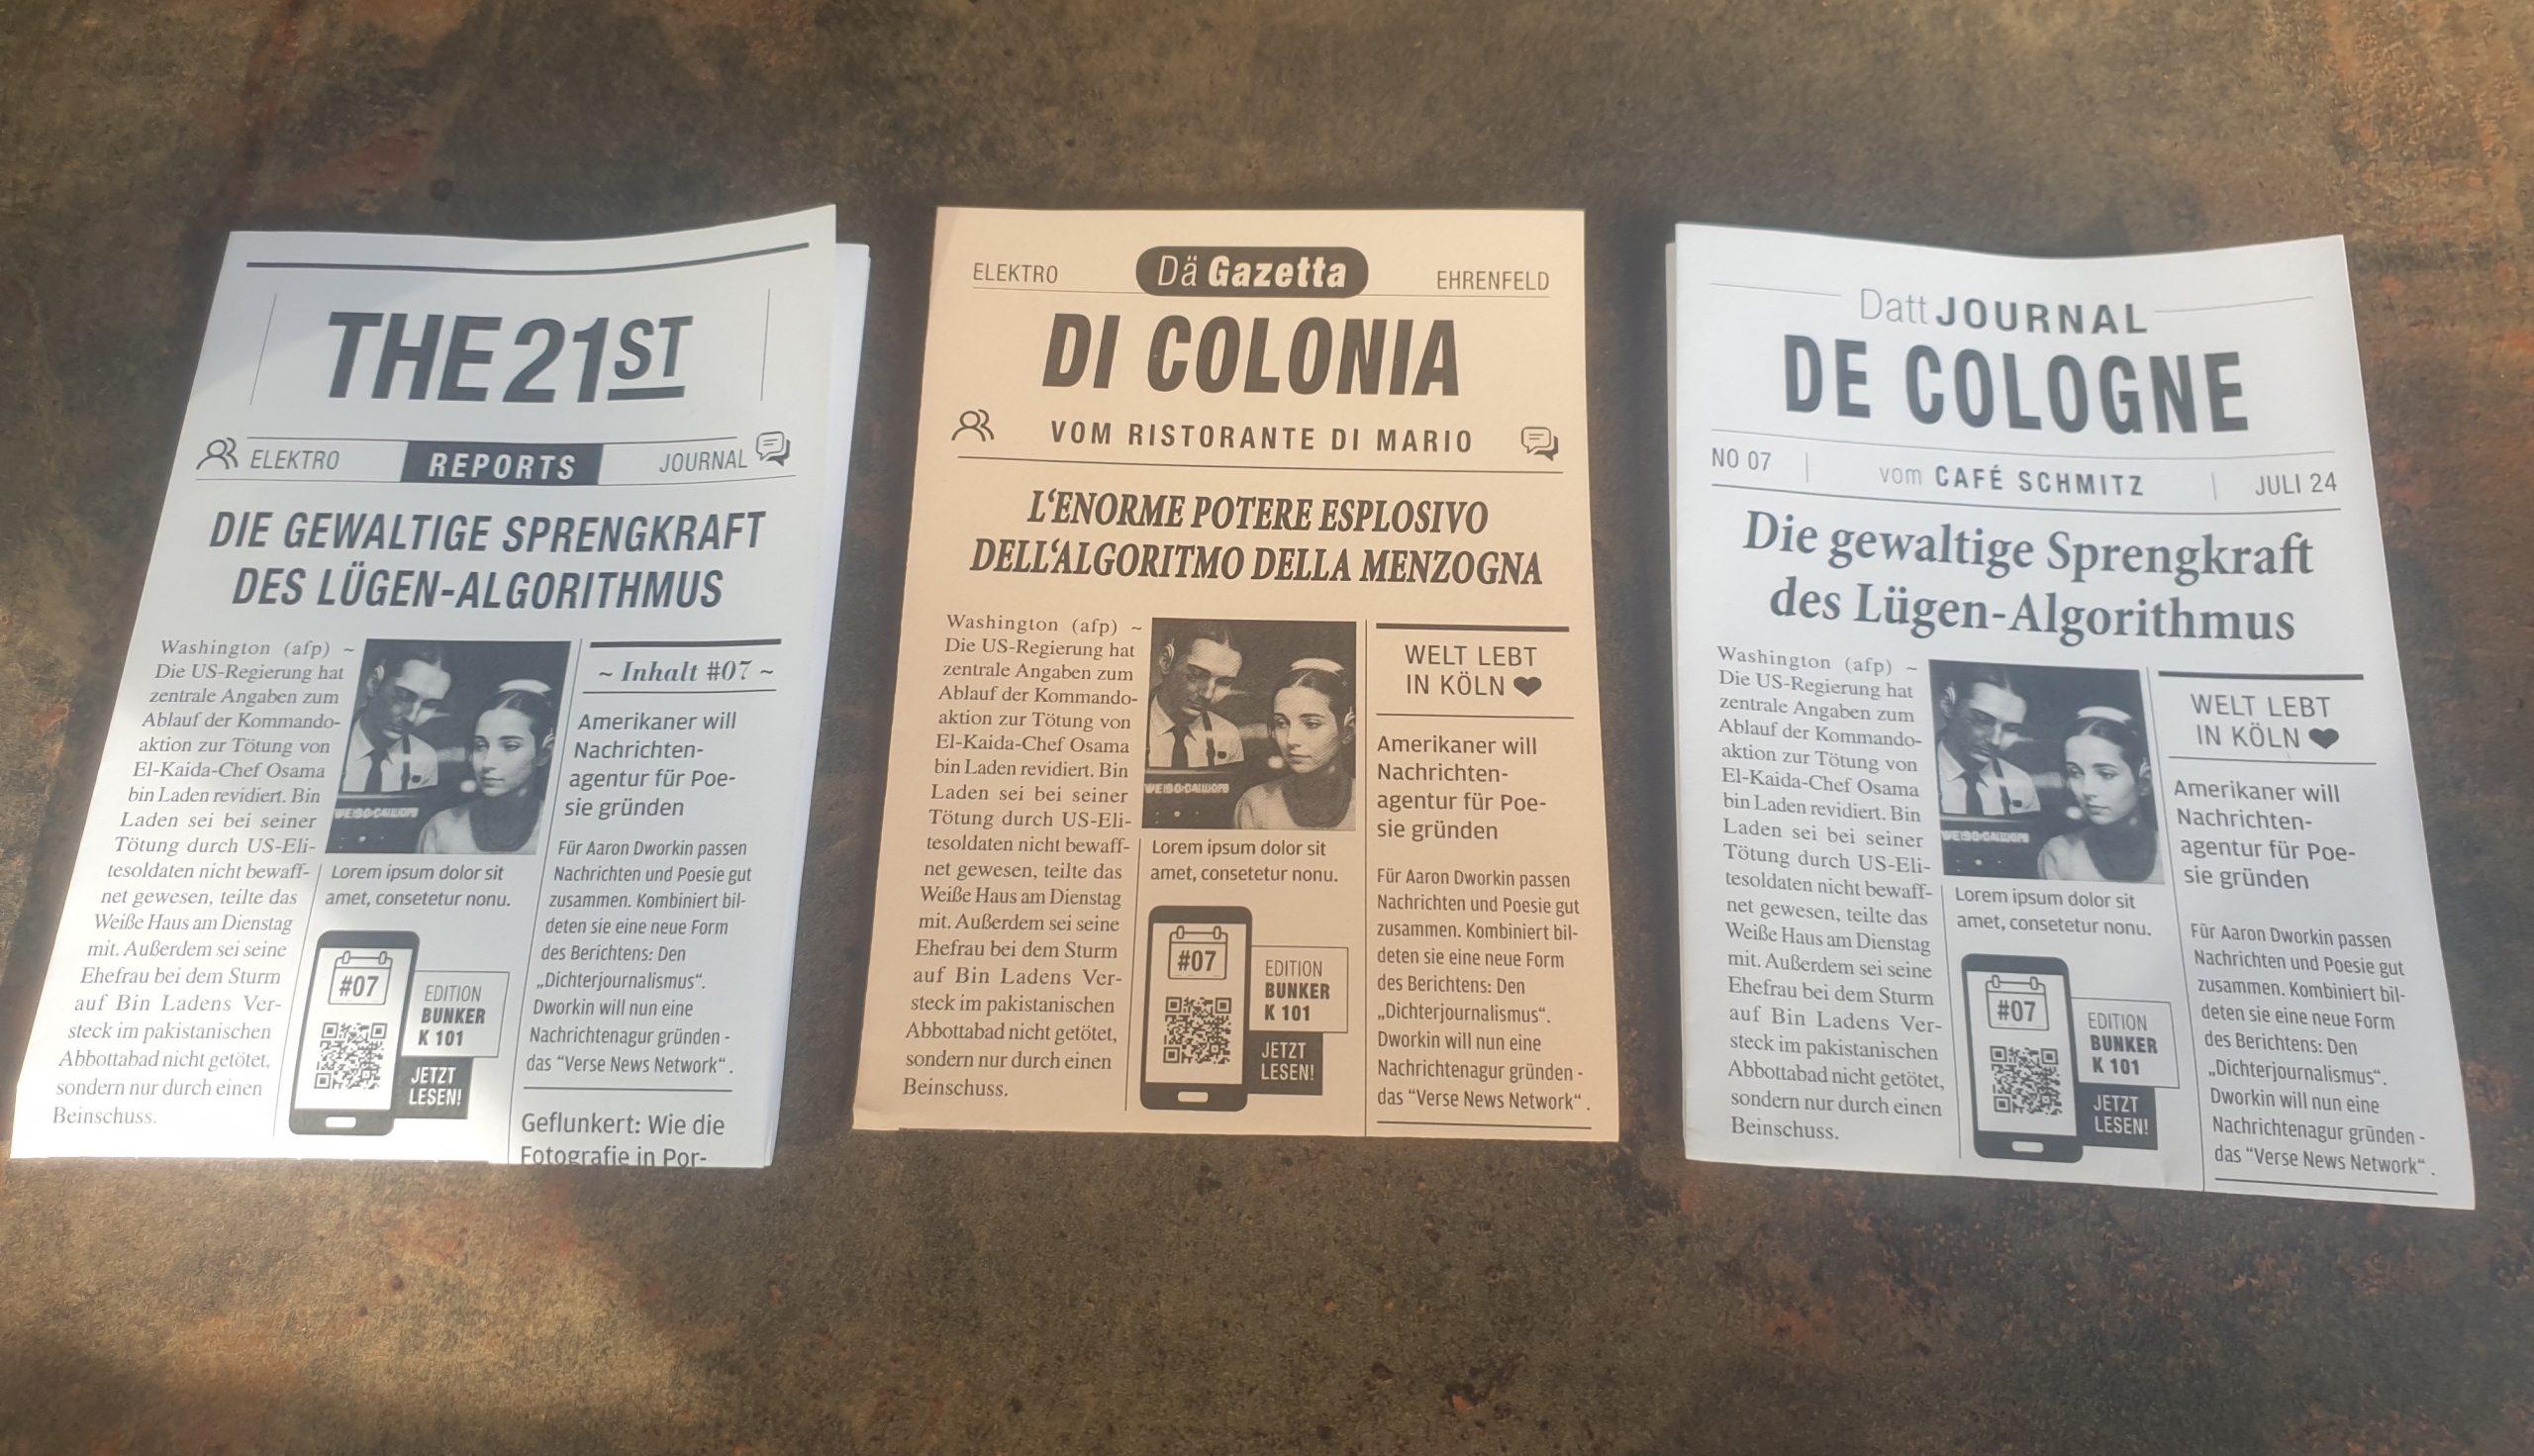 THE 21ST
ELEKTRO REPORTS JOURNAL
DIE GEWALTIGE SPRENGKRAFT
DES LÜGEN-ALGORITHMUS
Washington (afp) ~
Die US-Regierung hat
zentrale Angaben zum
Ablauf der Kommando-
aktion zur Tötung von
El-Kaida-Chef Osama
bin Laden revidiert. Bin
Laden sei bei seiner
Tötung durch US-Eli-
tesoldaten nicht bewaff-
net gewesen, teilte das
Weiße Haus am Dienstag
mit. Außerdem sei seine
Ehefrau bei dem Sturm
auf Bin Ladens Ver-
steck im pakistanischen
Abbottabad nicht getötet,
sondern nur durch einen
Beinschuss.
Lorem ipsum dolor sit
amet, consetetur nonu.
#07
EDITION
BUNKER
K 101
JETZT
LESEN!
~ Inhalt #07 ~
Amerikaner will
Nachrichten-
agentur für Poe-
sie gründen
Für Aaron Dworkin passen
Nachrichten und Poesie gut
zusammen. Kombiniert bil-
deten sie eine neue Form
des Berichtens: Den
„Dichterjournalismus“.
Dworkin will nun eine
Nachrichtenagur gründen -
das “Verse News Network“ .
Geflunkert: Wie die
Fotografie in Por-
ELEKTRO Dä Gazetta EHRENFELD
DI COLONIA
VOM RISTORANTE DI MARIO
L‘ENORME POTERE ESPLOSIVO
DELL‘ALGORITMO DELLA MENZOGNA
Washington (afp) ~
Die US-Regierung hat
zentrale Angaben zum
Ablauf der Kommando-
aktion zur Tötung von
El-Kaida-Chef Osama
bin Laden revidiert. Bin
Laden sei bei seiner
Tötung durch US-Eli-
tesoldaten nicht bewaff-
net gewesen, teilte das
Weiße Haus am Dienstag
mit. Außerdem sei seine
Ehefrau bei dem Sturm
auf Bin Ladens Ver-
steck im pakistanischen
Abbottabad nicht getötet,
sondern nur durch einen
Beinschuss.
Lorem ipsum dolor sit
amet, consetetur nonu.
#07
EDITION
BUNKER
K 101
JETZT
LESEN!
WELT LEBT
IN KÖLN ♥
Amerikaner will
Nachrichten-
agentur für Poe-
sie gründen
Für Aaron Dworkin passen
Nachrichten und Poesie gut
zusammen. Kombiniert bil-
deten sie eine neue Form
des Berichtens: Den
„Dichterjournalismus“.
Dworkin will nun eine
Nachrichtenagur gründen -
das “Verse News Network“ .
Datt JOURNAL
DE COLOGNE
NO 07 | vom CAFÉ SCHMITZ | JULI 24
Die gewaltige Sprengkraft
des Lügen-Algorithmus
Washington (afp) ~
Die US-Regierung hat
zentrale Angaben zum
Ablauf der Kommando-
aktion zur Tötung von
El-Kaida-Chef Osama
bin Laden revidiert. Bin
Laden sei bei seiner
Tötung durch US-Eli-
tesoldaten nicht bewaff-
net gewesen, teilte das
Weiße Haus am Dienstag
mit. Außerdem sei seine
Ehefrau bei dem Sturm
auf Bin Ladens Ver-
steck im pakistanischen
Abbottabad nicht getötet,
sondern nur durch einen
Beinschuss.
Lorem ipsum dolor sit
amet, consetetur nonu.
#07
EDITION
BUNKER
K 101
JETZT
LESEN!
WELT LEBT
IN KÖLN ♥
Amerikaner will
Nachrichten-
agentur für Poe-
sie gründen
Für Aaron Dworkin passen
Nachrichten und Poesie gut
zusammen. Kombiniert bil-
deten sie eine neue Form
des Berichtens: Den
„Dichterjournalismus“.
Dworkin will nun eine
Nachrichtenagur gründen -
das “Verse News Network“ .